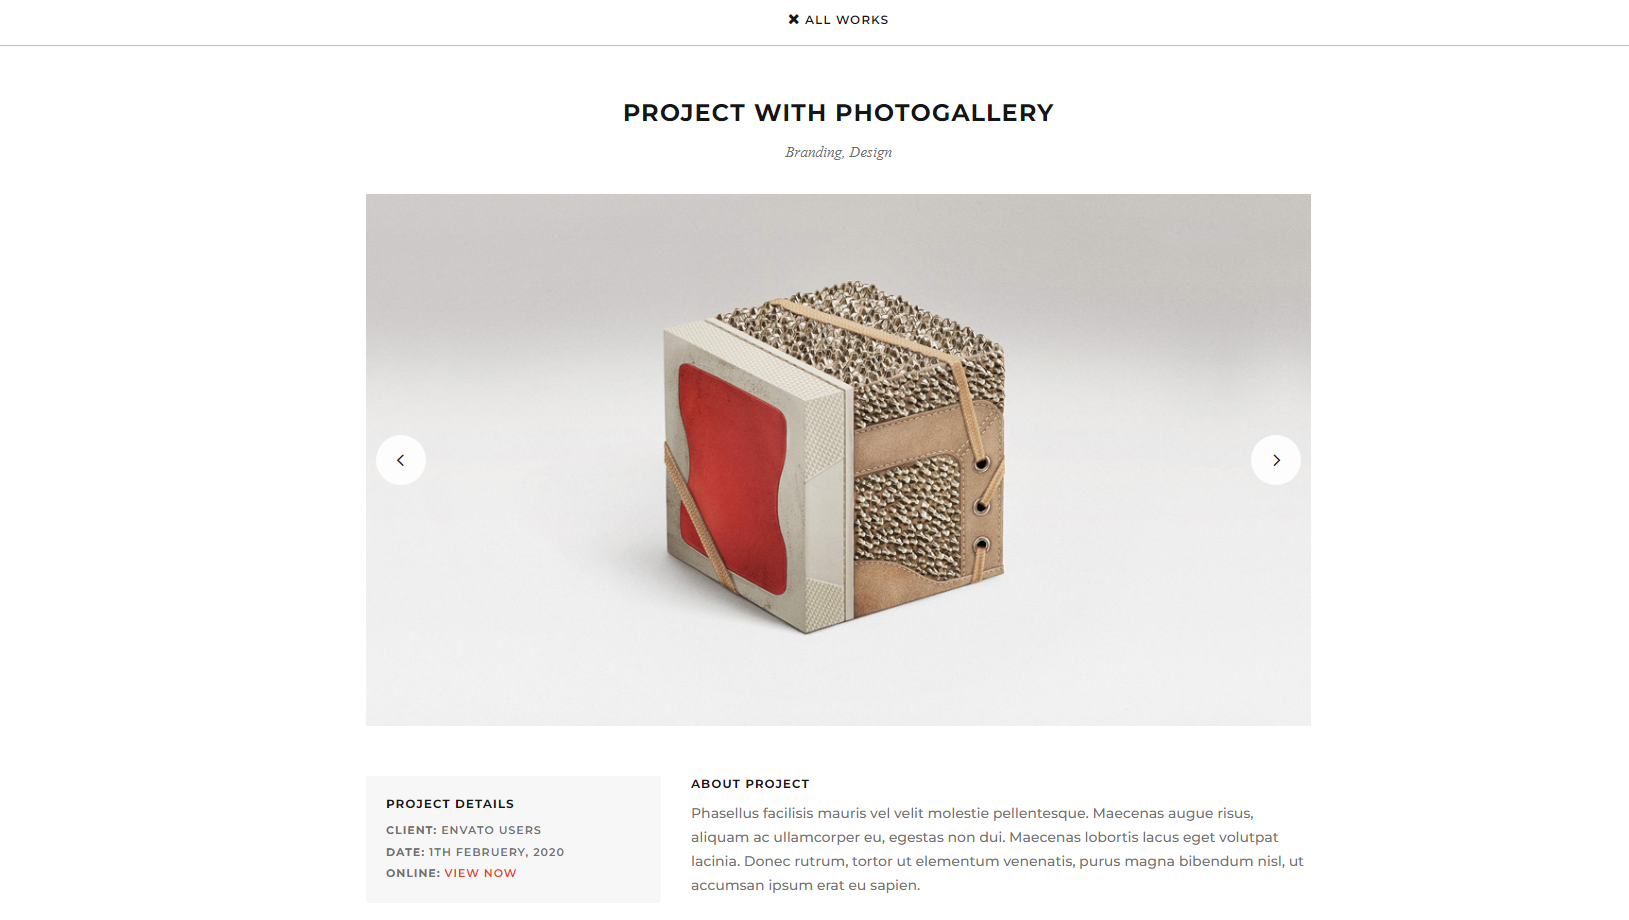 ALL WORKS
PROJECT WITH PHOTOGALLERY
Branding, Design
PROJECT DETAILS
CLIENT: ENVATO USERS
DATE: 1TH FEBRUERY, 2020
ONLINE: VIEW NOW
ABOUT PROJECT
Phasellus facilisis mauris vel velit molestie pellentesque. Maecenas augue risus,
aliquam ac ullamcorper eu, egestas non dui. Maecenas lobortis lacus eget volutpat
lacinia. Donec rutrum, tortor ut elementum venenatis, purus magna bibendum nisl, ut
accumsan ipsum erat eu sapien.